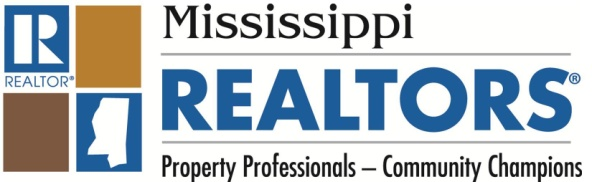 R
REALTOR®
Mississippi
REALTORS®
Property Professionals – Community Champions